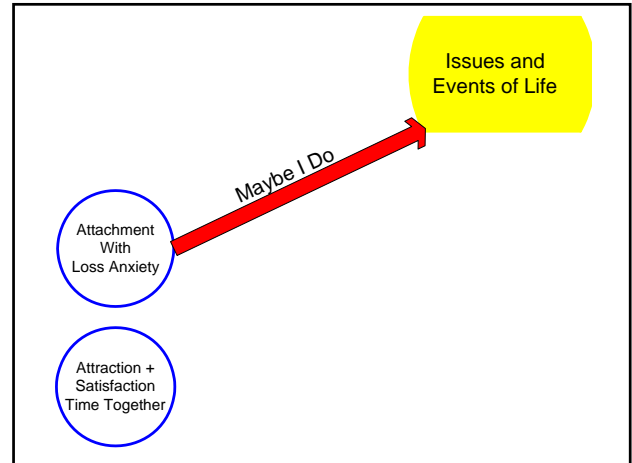 Issues and
Events of Life
Maybe I Do
Attachment
With
Loss Anxiety
Attraction +
Satisfaction
Time Together